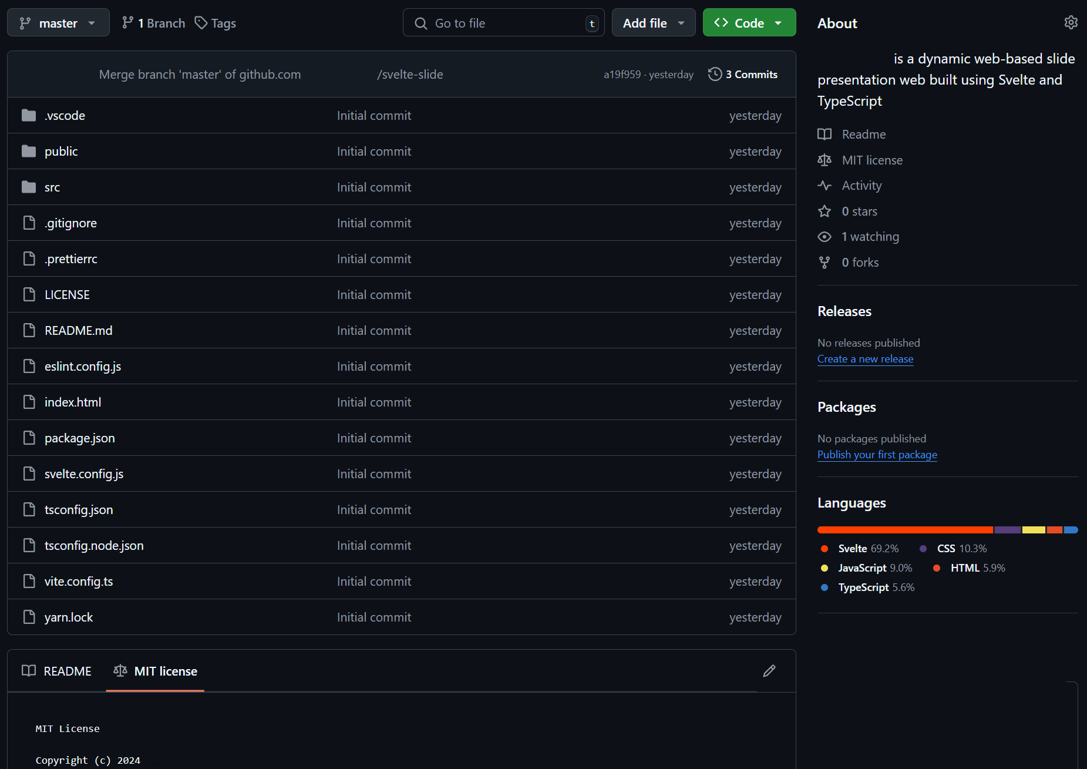 master 1 Branch Tags Go to file t Add file Code
Merge branch 'master' of github.com /svelte-slide a19f959 · yesterday 3 Commits
.vscode Initial commit yesterday
public Initial commit yesterday
src Initial commit yesterday
.gitignore Initial commit yesterday
.prettierrc Initial commit yesterday
LICENSE Initial commit yesterday
README.md Initial commit yesterday
eslint.config.js Initial commit yesterday
index.html Initial commit yesterday
package.json Initial commit yesterday
svelte.config.js Initial commit yesterday
tsconfig.json Initial commit yesterday
tsconfig.node.json Initial commit yesterday
vite.config.ts Initial commit yesterday
yarn.lock Initial commit yesterday
README MIT license
MIT License
Copyright (c) 2024
About
is a dynamic web-based slide
presentation web built using Svelte and
TypeScript
Readme
MIT license
Activity
0 stars
1 watching
0 forks
Releases
No releases published
Create a new release
Packages
No packages published
Publish your first package
Languages
Svelte 69.2% CSS 10.3%
JavaScript 9.0% HTML 5.9%
TypeScript 5.6%